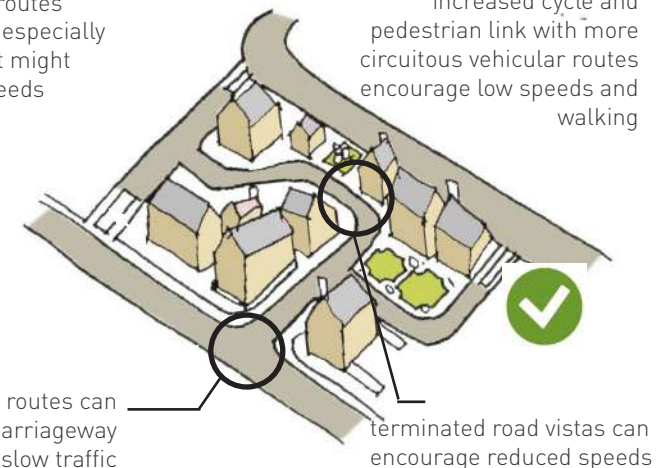 routes
especially
t might
eeds
increased cycle and
pedestrian link with more
circuitous vehicular routes
encourage low speeds and
walking
routes can
arriageway
slow traffic
terminated road vistas can
encourage reduced speeds